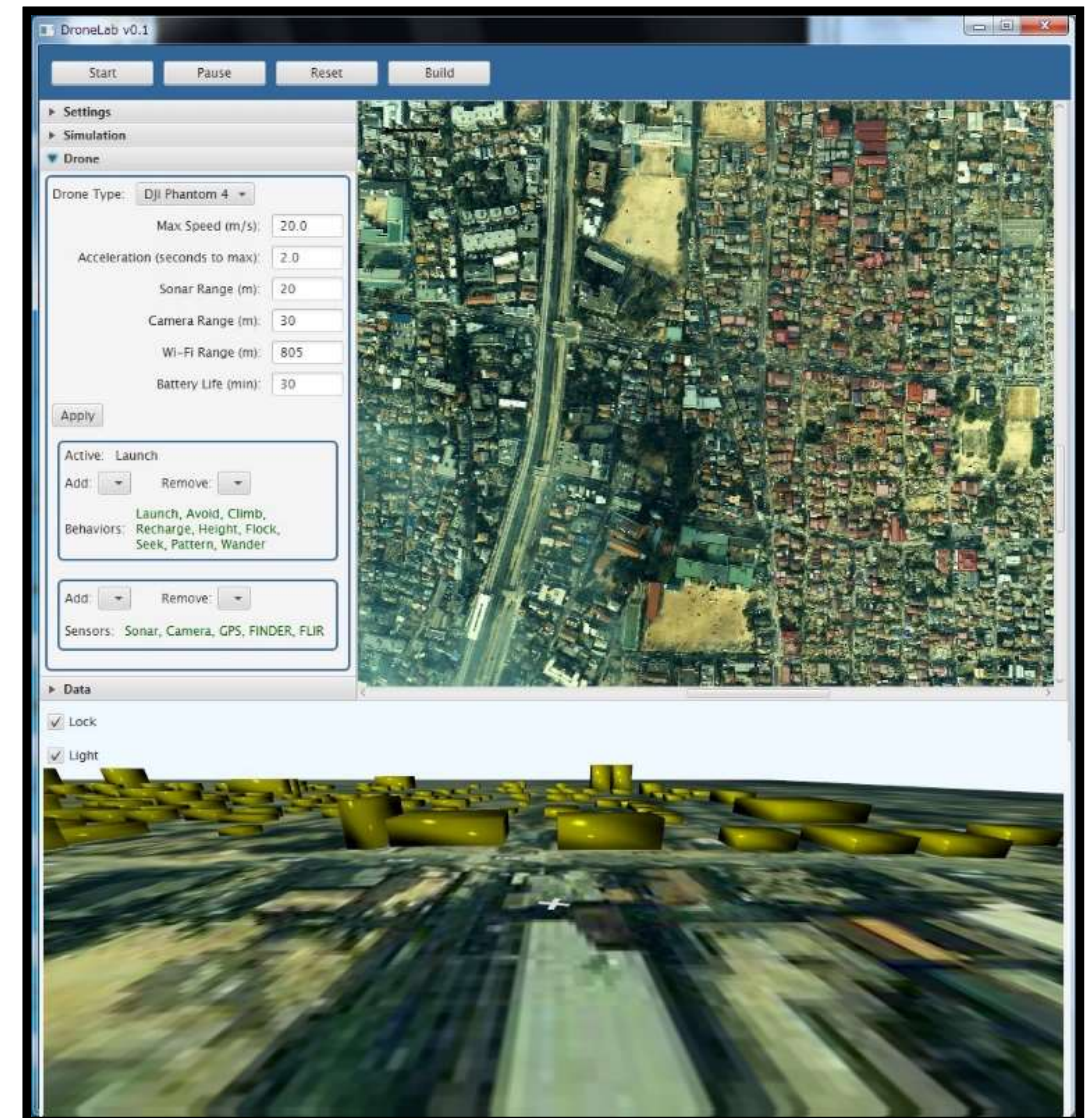 DroneLab v0.1
Start Pause Reset Build
Settings
Simulation
Drone
Drone Type: DJI Phantom 4
Max Speed (m/s): 20.0
Acceleration (seconds to max): 2.0
Sonar Range (m): 20
Camera Range (m): 30
Wi-Fi Range (m): 805
Battery Life (min): 30
Apply
Active: Launch
Add: Remove:
Launch, Avoid, Climb,
Behaviors: Recharge, Height, Flock,
Seek, Pattern, Wander
Add: Remove:
Sensors: Sonar, Camera, GPS, FINDER, FLIR
Data
Lock
Light